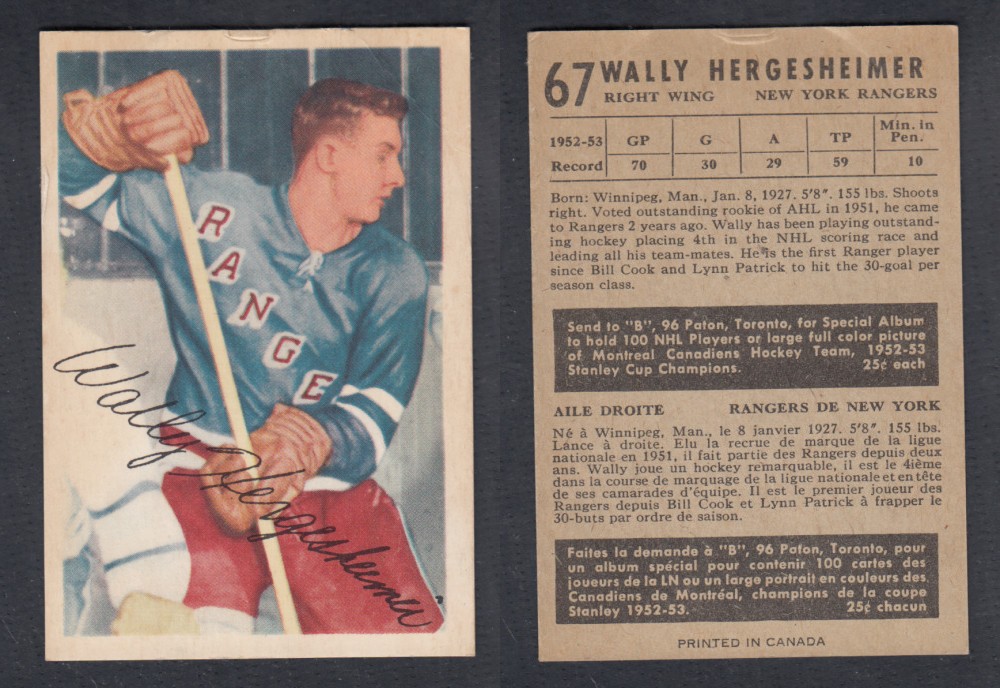 RANGE
Wally Hergesheimer
67 WALLY HERGESHEIMER
RIGHT WING NEW YORK RANGERS
1952-53 GP G A TP Min. in Pen.
Record 70 30 29 59 10
Born: Winnipeg, Man., Jan. 8, 1927. 5'8". 155 lbs. Shoots
right. Voted outstanding rookie of AHL in 1951, he came
to Rangers 2 years ago. Wally has been playing outstand-
ing hockey placing 4th in the NHL scoring race and
leading all his team-mates. He is the first Ranger player
since Bill Cook and Lynn Patrick to hit the 30-goal per
season class.
Send to "B", 96 Paton, Toronto, for Special Album
to hold 100 NHL Players or large full color picture
of Montreal Canadiens Hockey Team, 1952-53
Stanley Cup Champions. 25¢ each
AILE DROITE RANGERS DE NEW YORK
Né à Winnipeg, Man., le 8 janvier 1927. 5'8". 155 lbs.
Lance à droite. Elu la recrue de marque de la ligue
nationale en 1951, il fait partie des Rangers depuis deux
ans. Wally joue un hockey remarquable, il est le 4ième
dans la course de marquage de la ligue nationale et en tête
de ses camarades d'équipe. Il est le premier joueur des
Rangers depuis Bill Cook et Lynn Patrick à frapper le
30-buts par ordre de saison.
Faites la demande à "B", 96 Paton, Toronto, pour
un album spécial pour contenir 100 cartes des
joueurs de la LN ou un large portrait en couleurs des
Canadiens de Montréal, champions de la coupe
Stanley 1952-53. 25¢ chacun
PRINTED IN CANADA